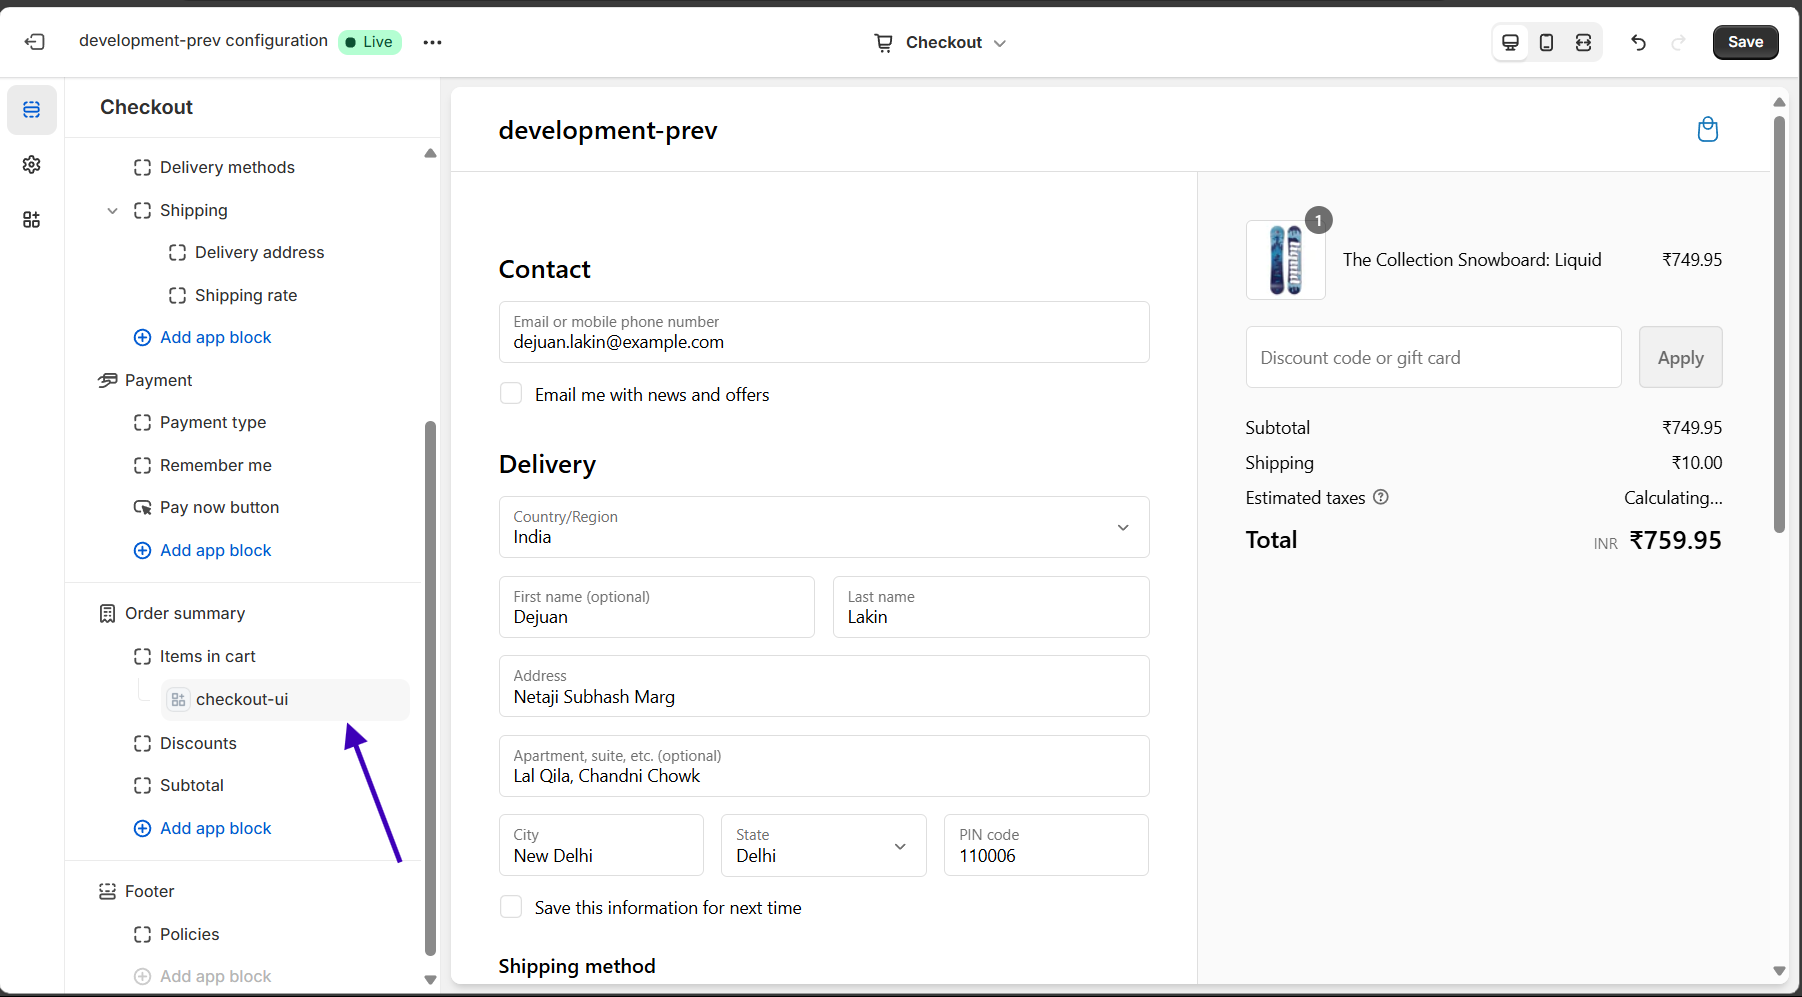 development-prev configuration
Live
Checkout
Save
Checkout
Delivery methods
Shipping
Delivery address
Shipping rate
Add app block
Payment
Payment type
Remember me
Pay now button
Add app block
Order summary
Items in cart
checkout-ui
Discounts
Subtotal
Add app block
Footer
Policies
Add app block
development-prev
Contact
Email or mobile phone number
dejuan.lakin@example.com
Email me with news and offers
Delivery
Country/Region
India
First name (optional)
Dejuan
Last name
Lakin
Address
Netaji Subhash Marg
Apartment, suite, etc. (optional)
Lal Qila, Chandni Chowk
City
New Delhi
State
Delhi
PIN code
110006
Save this information for next time
Shipping method
1
The Collection Snowboard: Liquid ₹749.95
Discount code or gift card
Apply
Subtotal ₹749.95
Shipping ₹10.00
Estimated taxes Calculating...
Total INR ₹759.95